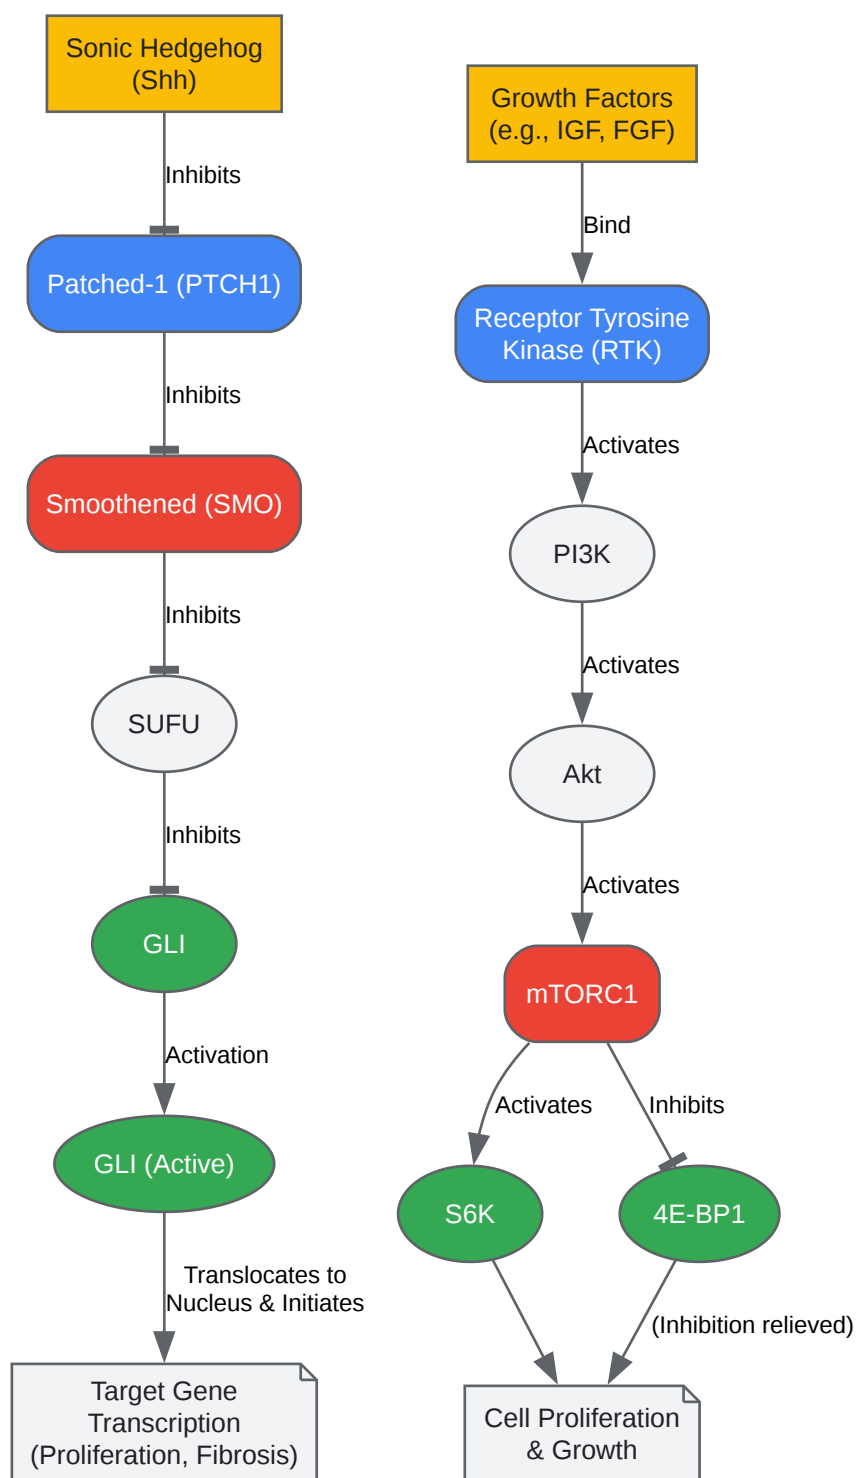 Sonic Hedgehog
(Shh)
Inhibits
Patched-1 (PTCH1)
Inhibits
Smoothened (SMO)
Inhibits
SUFU
Inhibits
GLI
Activation
GLI (Active)
Translocates to
Nucleus & Initiates
Target Gene
Transcription
(Proliferation, Fibrosis)
Growth Factors
(e.g., IGF, FGF)
Bind
Receptor Tyrosine
Kinase (RTK)
Activates
PI3K
Activates
Akt
Activates
mTORC1
Activates
Inhibits
S6K
4E-BP1
(Inhibition relieved)
Cell Proliferation
& Growth